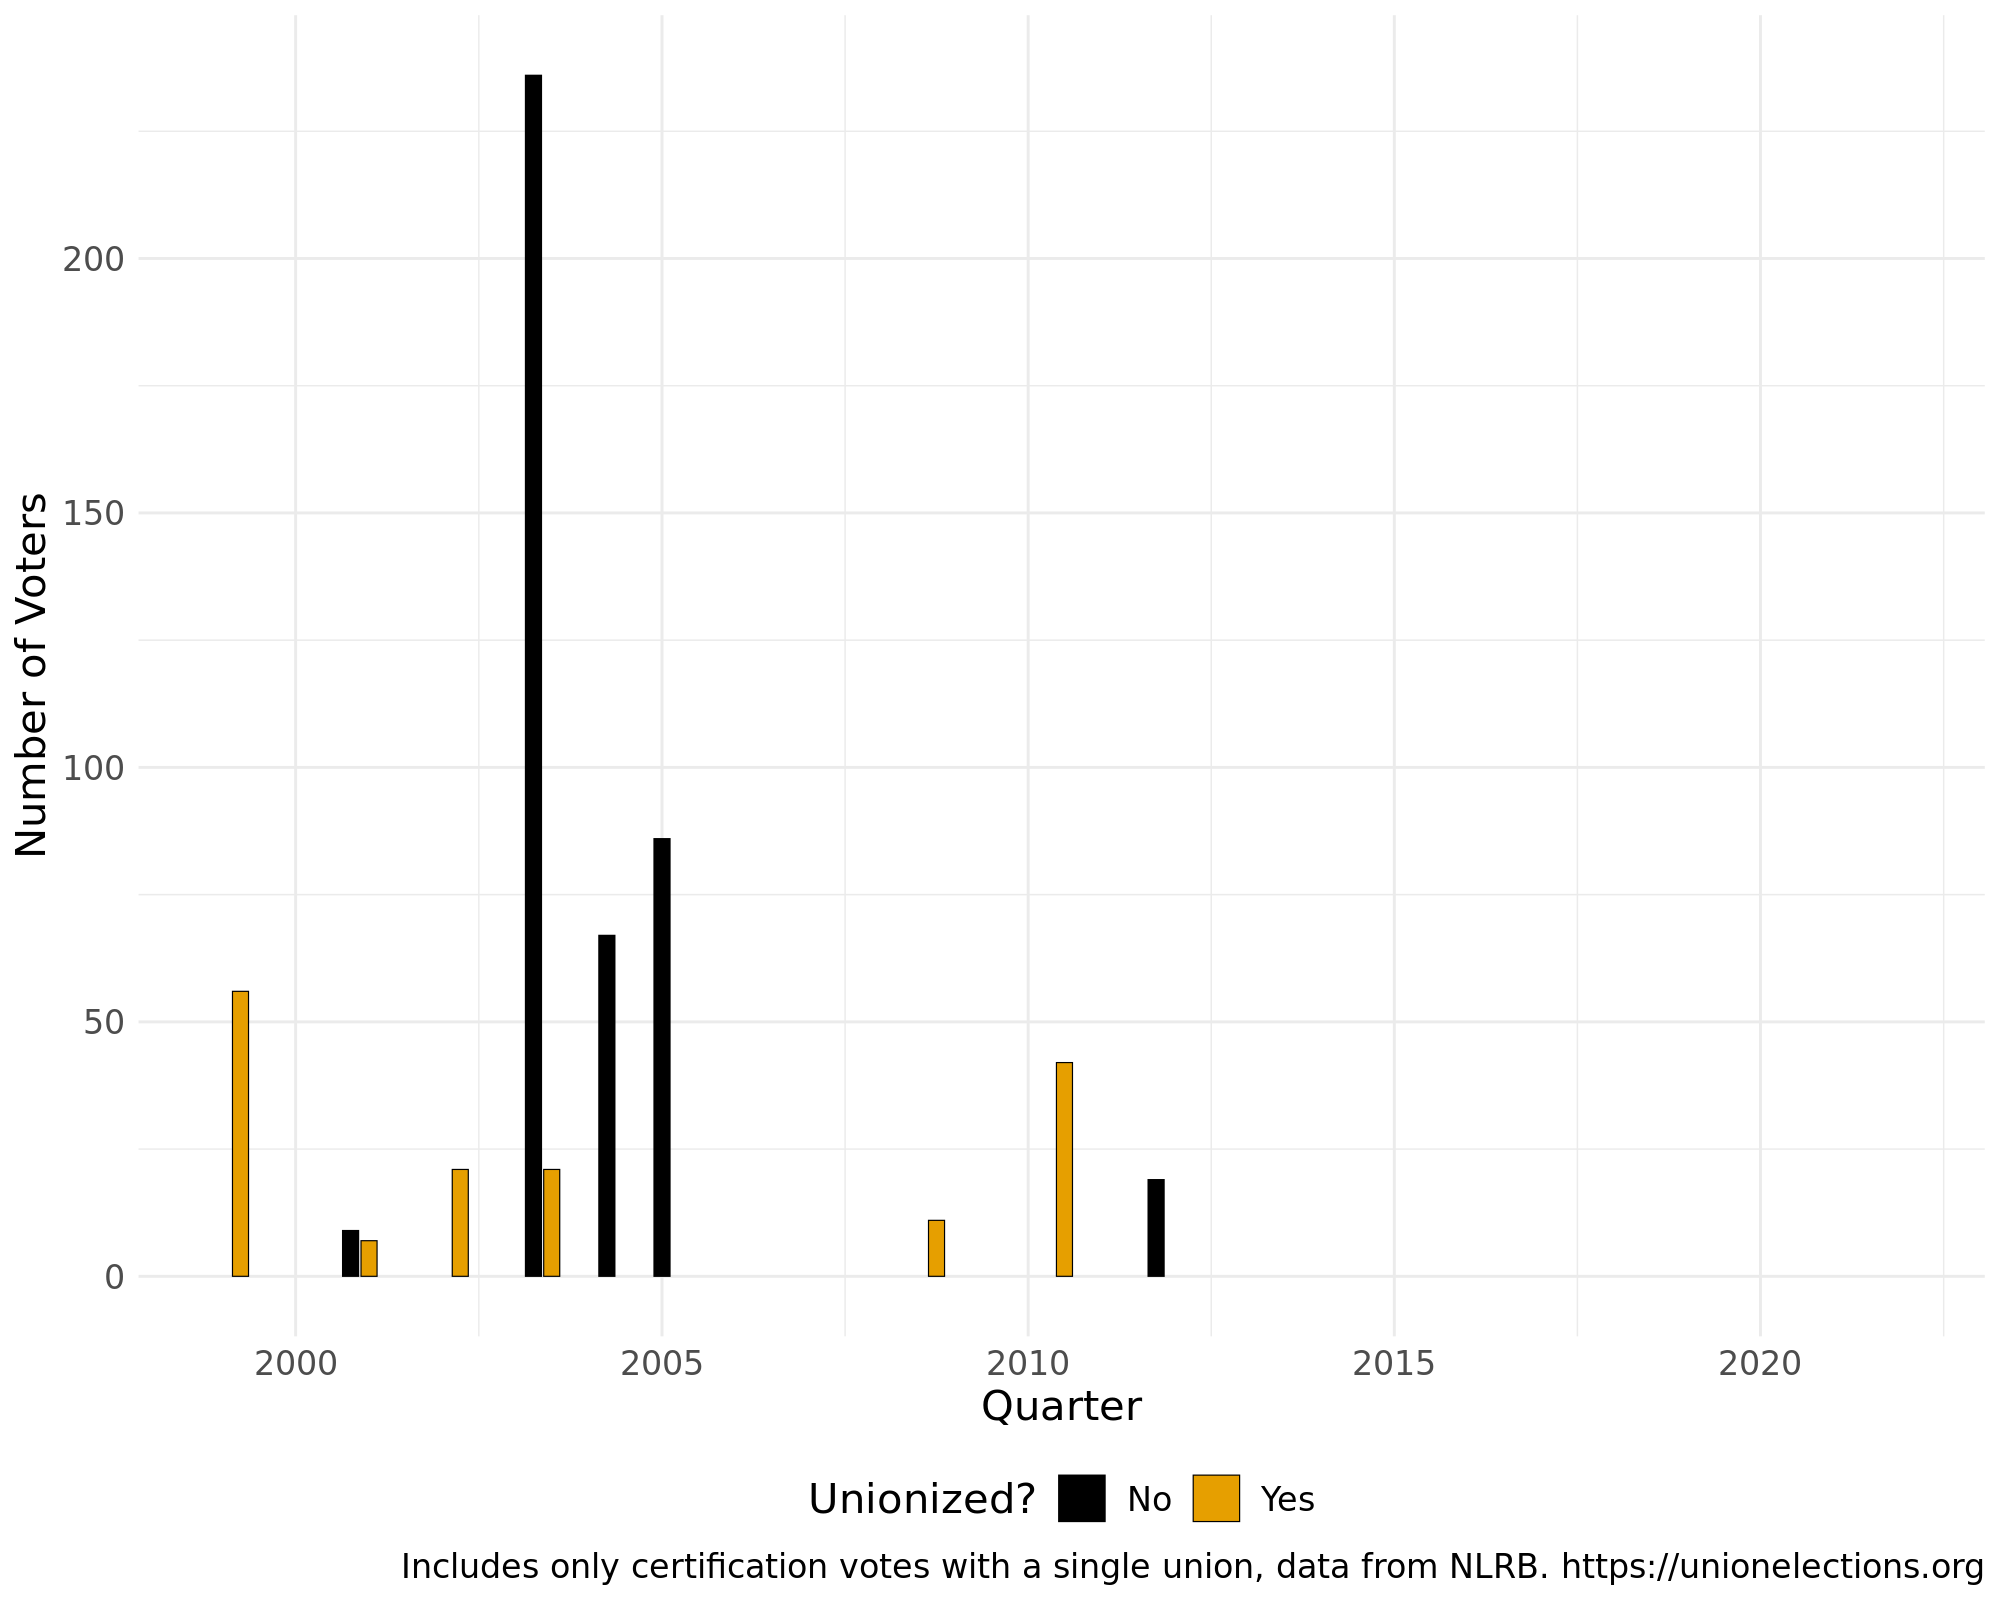 Number of Voters
200
150
100
50
0
2000 2005 2010 2015 2020
Quarter
Unionized? No Yes
Includes only certification votes with a single union, data from NLRB. https://unionelections.org